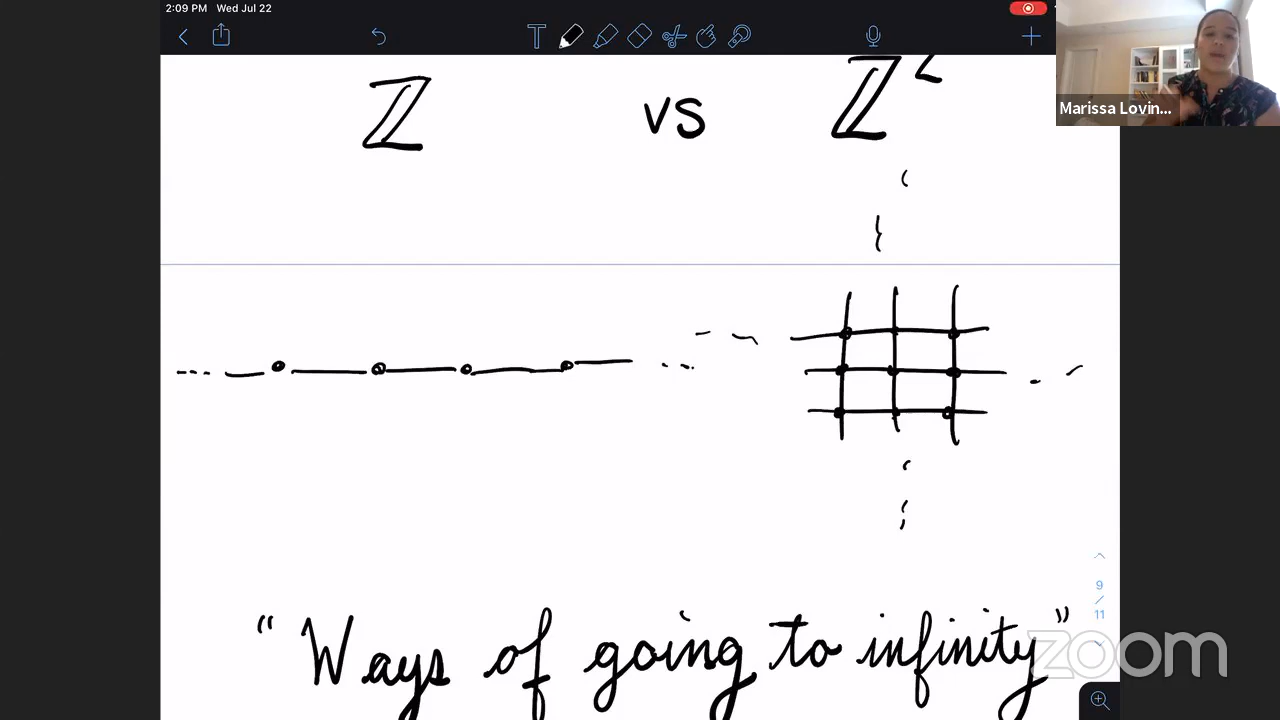 2:09 PM Wed Jul 22
ℤ vs ℤ²
Marissa Lovin...
"Ways of going to infinity"
9
/
11
zoom